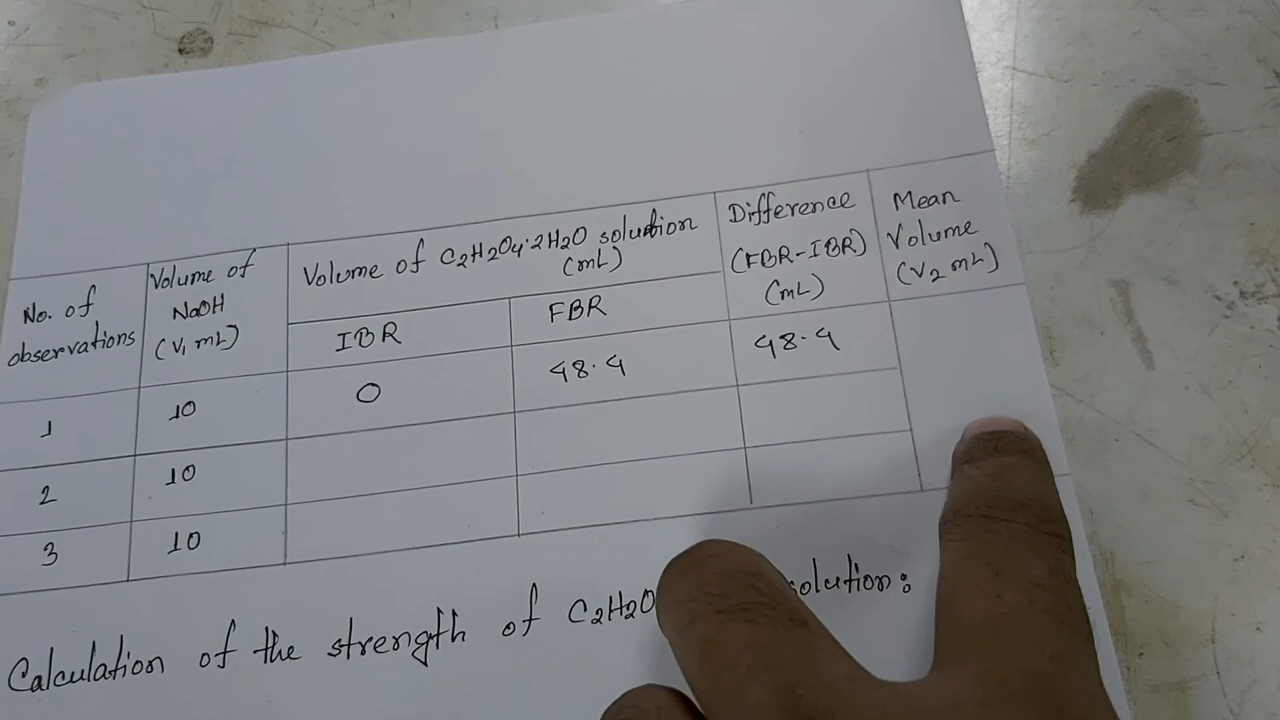 No. of
observations
Volume of
NaOH
(V₁ mL)
Volume of C₂H₂O₄·2H₂O solution
(mL)
IBR
FBR
Difference
(FBR-IBR)
(mL)
Mean
Volume
(V₂ mL)
1 10 0 48.4 48.4
2 10
3 10
Calculation of the strength of C₂H₂O solution: